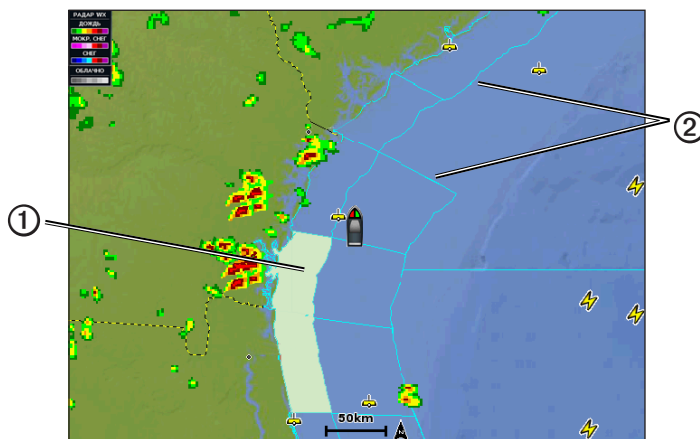 РАДАР WX
ДОЖДЬ
МОКР. СНЕГ
СНЕГ
ОБЛАЧНО
①
②
50km
N